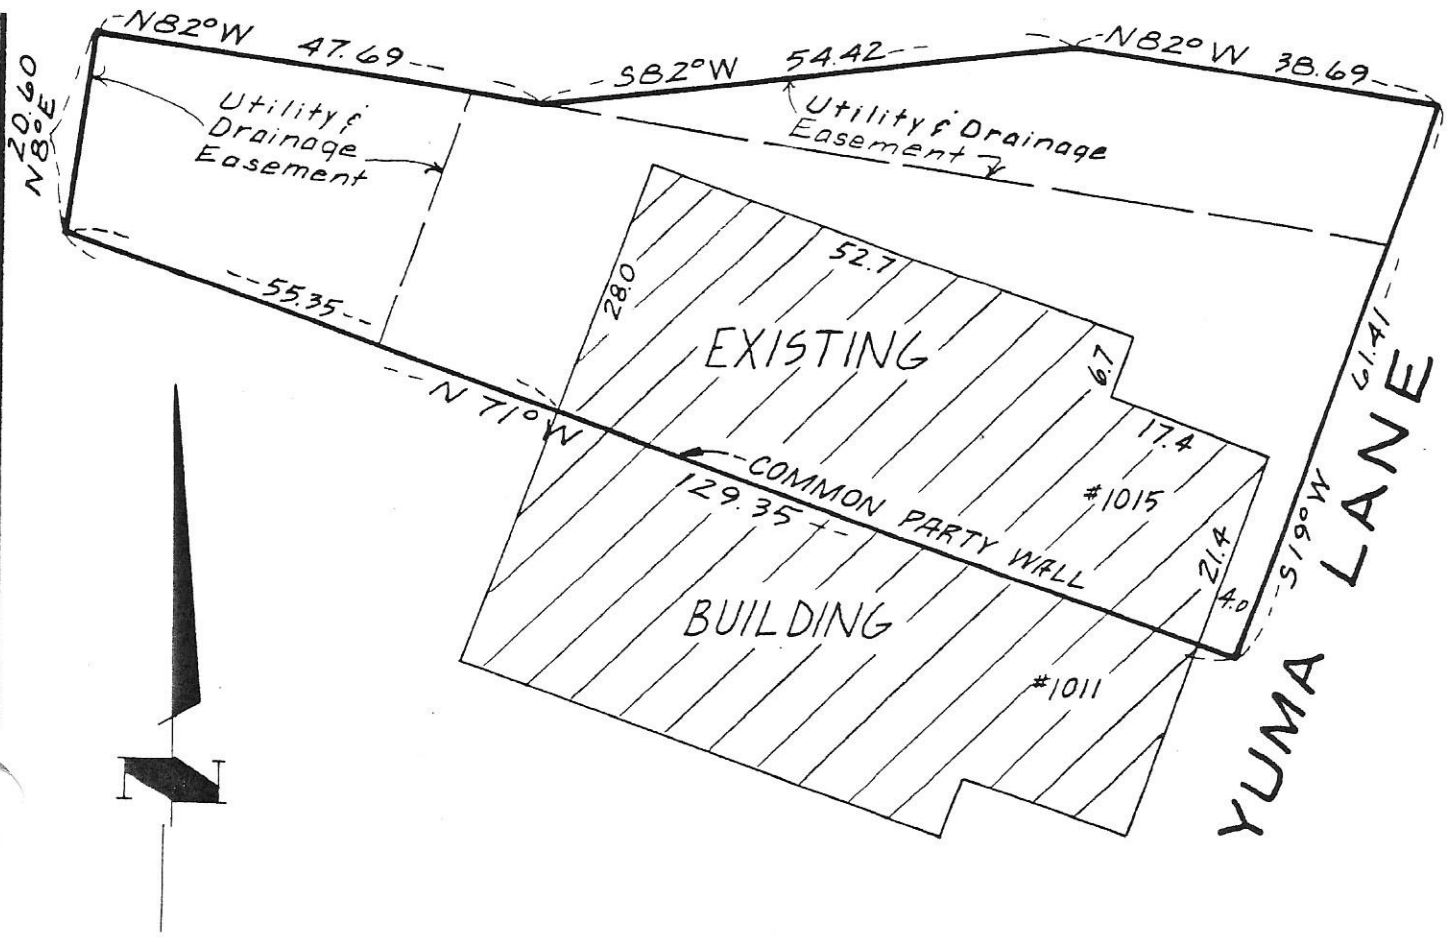 N82°W 47.69
S82°W 54.42
N82°W 38.69
20.60
N8°E
Utility &
Drainage
Easement
Utility & Drainage
Easement
52.7
28.0
55.35
EXISTING
6.7
61.41
N 71° W
17.4
COMMON PARTY WALL
129.35
#1015
21.4
S19°W
4.0
BUILDING
#1011
YUMA LANE
N